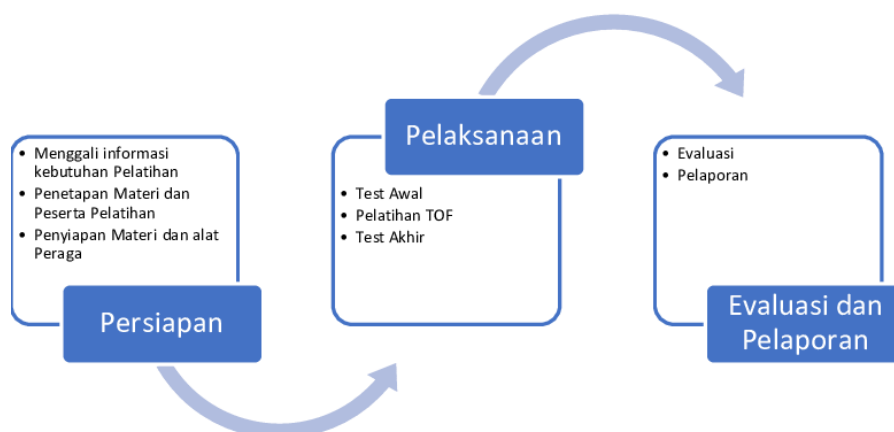 • Menggali informasi
kebutuhan Pelatihan
• Penetapan Materi dan
Peserta Pelatihan
• Penyiapan Materi dan alat
Peraga
Persiapan
Pelaksanaan
• Test Awal
• Pelatihan TOF
• Test Akhir
• Evaluasi
• Pelaporan
Evaluasi dan
Pelaporan